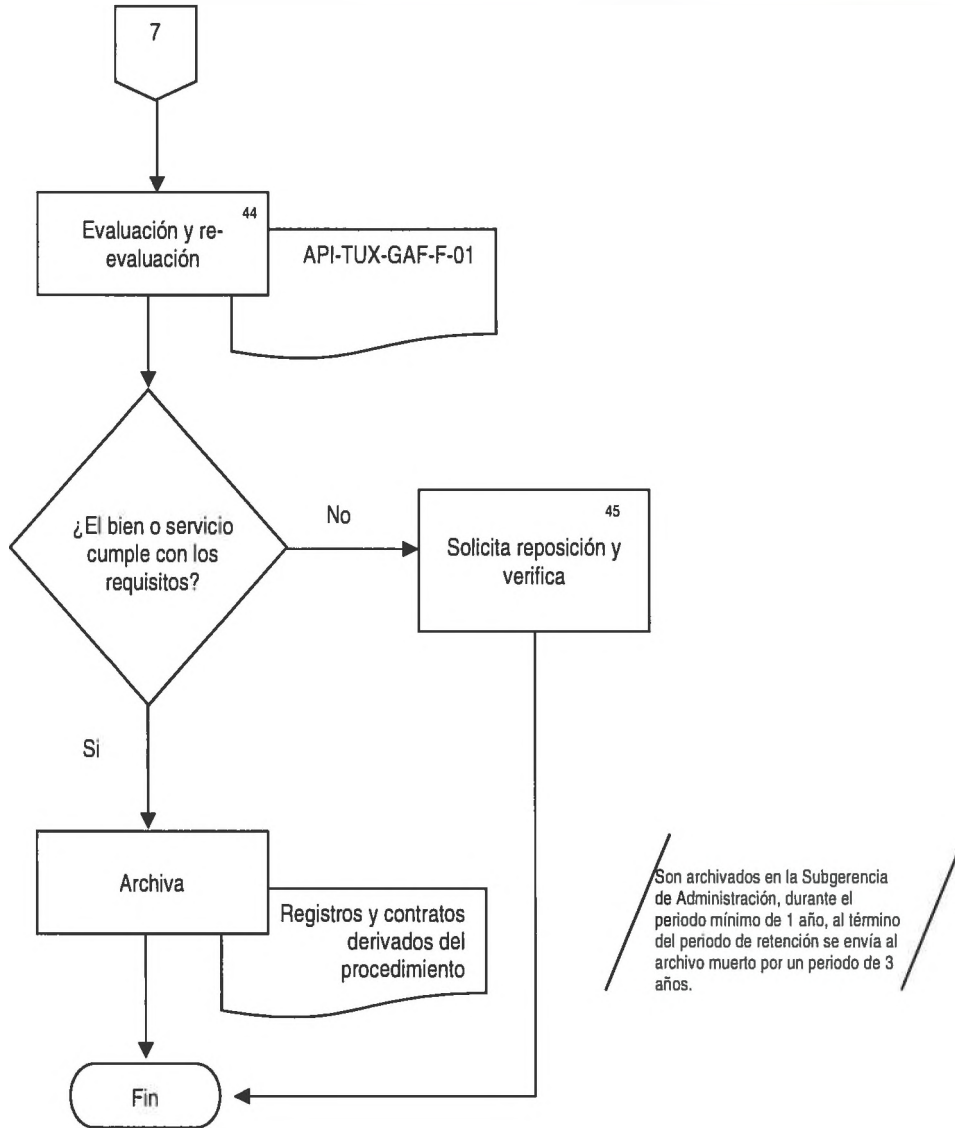 7
44
Evaluación y re-
evaluación
API-TUX-GAF-F-01
¿El bien o servicio
cumple con los
requisitos?
No
45
Solicita reposición y
verifica
Si
Archiva
Registros y contratos
derivados del
procedimiento
Son archivados en la Subgerencia
de Administración, durante el
periodo mínimo de 1 año, al término
del periodo de retención se envía al
archivo muerto por un periodo de 3
años.
Fin